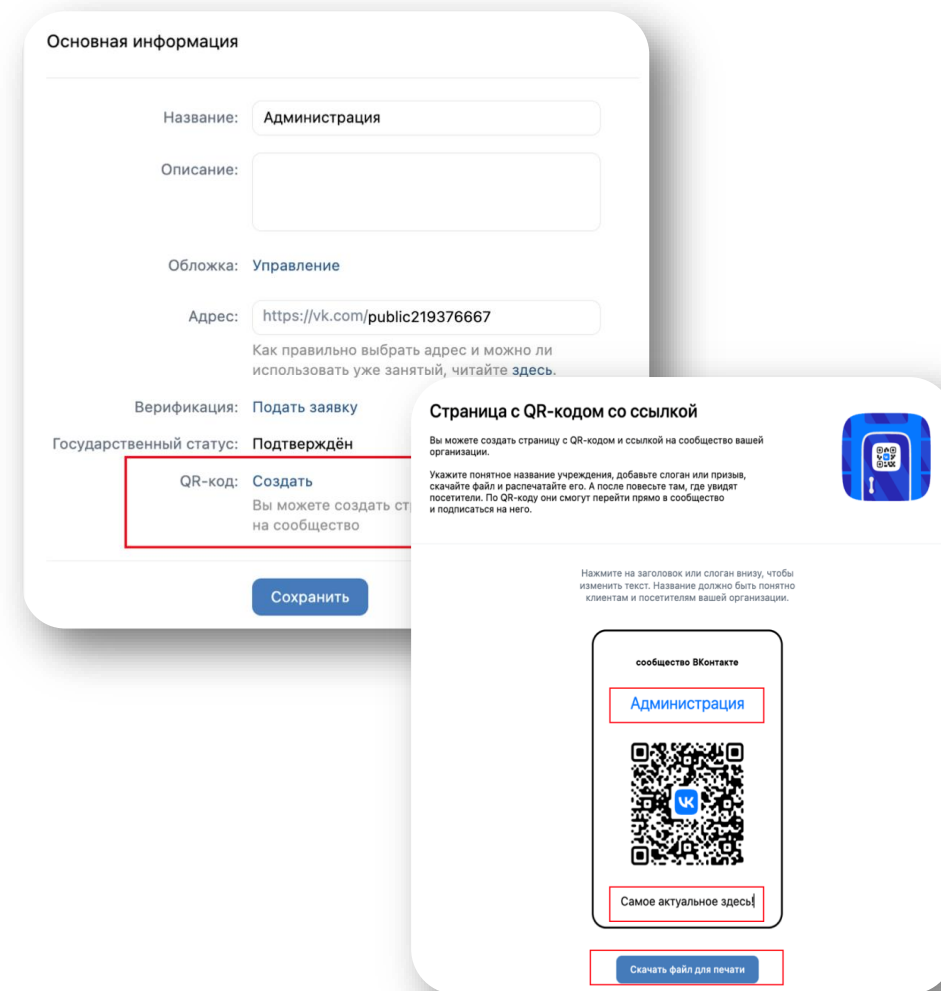 Основная информация
Название: Администрация
Описание:
Обложка: Управление
Адрес: https://vk.com/public219376667
Как правильно выбрать адрес и можно ли
использовать уже занятый, читайте здесь.
Верификация: Подать заявку
Государственный статус: Подтверждён
QR-код: Создать
Вы можете создать
на сообщество
Сохранить
Страница с QR-кодом со ссылкой
Вы можете создать страницу с QR-кодом и ссылкой на сообщество вашей
организации.
Укажите понятное название учреждения, добавьте слоган или призыв,
скачайте файл и распечатайте его. А после повесьте там, где увидят
посетители. По QR-коду они смогут перейти прямо в сообщество
и подписаться на него.
Нажмите на заголовок или слоган внизу, чтобы
изменить текст. Название должно быть понятно
клиентам и посетителям вашей организации.
сообщество ВКонтакте
Администрация
Самое актуальное здесь!
Скачать файл для печати